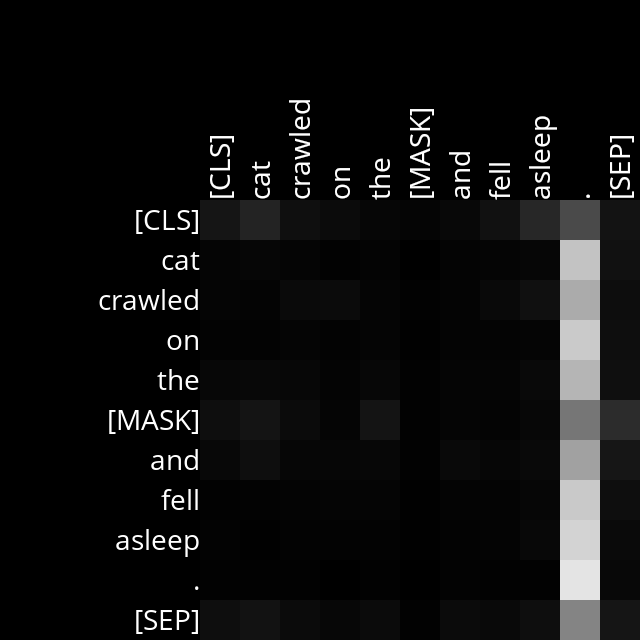 [CLS] cat crawled on the [MASK] and fell asleep . [SEP]
[CLS]
cat
crawled
on
the
[MASK]
and
fell
asleep
.
[SEP]